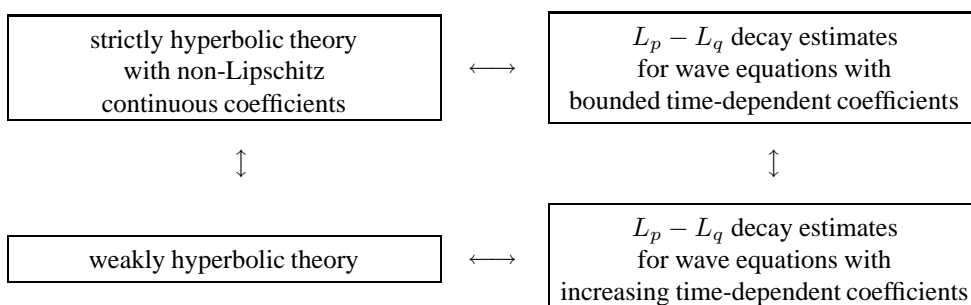 strictly hyperbolic theory
with non-Lipschitz
continuous coefficients
⟷
L_p − L_q decay estimates
for wave equations with
bounded time-dependent coefficients
↕
↕
weakly hyperbolic theory
⟷
L_p − L_q decay estimates
for wave equations with
increasing time-dependent coefficients